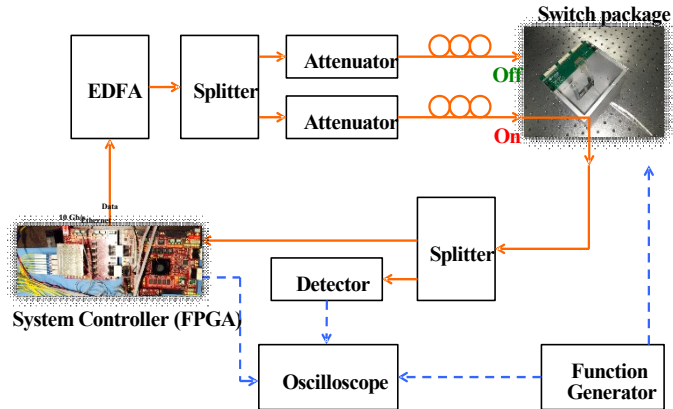 Switch package
Attenuator
Off
EDFA
Splitter
Attenuator
On
Data
10 Gb/s
Ethernet
Splitter
Detector
System Controller (FPGA)
Oscilloscope
Function
Generator